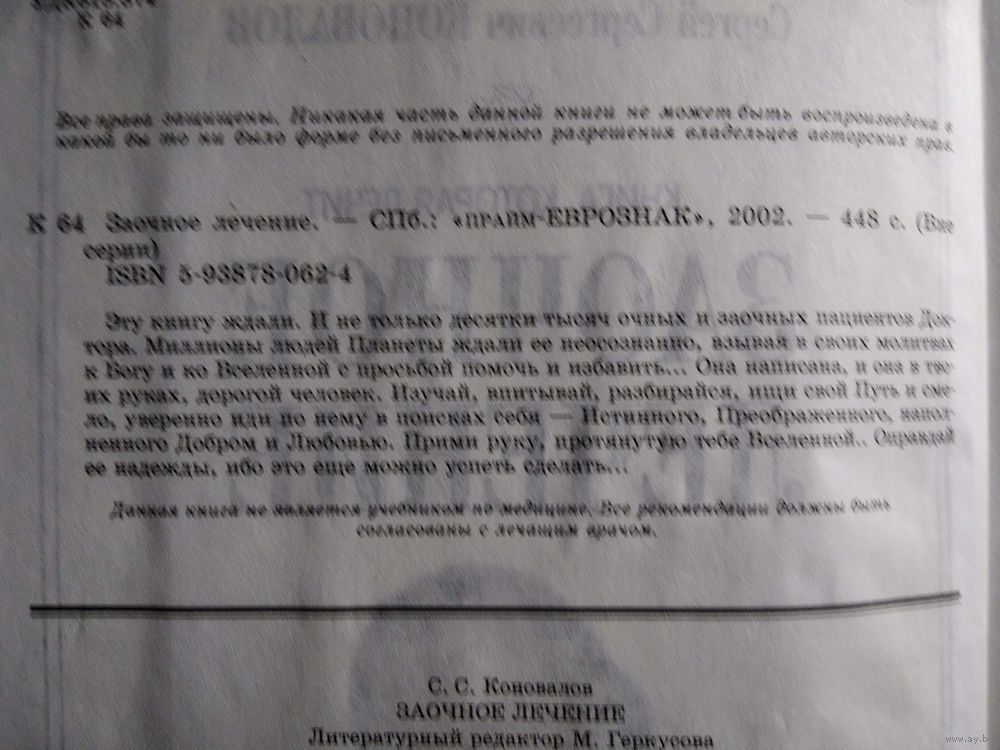 К 64
Все права защищены. Никакая часть данной книги не может быть воспроизведена в
какой бы то ни было форме без письменного разрешения владельцев авторских прав.
К 64 Заочное лечение. — СПб.: «ПРАЙМ-ЕВРОЗНАК», 2002. — 448 с. (Вне
серии)
ISBN 5-93878-062-4
Эту книгу ждали. И не только десятки тысяч очных и заочных пациентов Док-
тора. Миллионы людей Планеты ждали ее неосознанно, взывая в своих молитвах
к Богу и ко Вселенной с просьбой помочь и избавить... Она написана, и она в тво-
их руках, дорогой человек. Изучай, впитывай, разбирайся, ищи свой Путь и сме-
ло, уверенно иди по нему в поисках себя — Истинного, Преображенного, напол-
ненного Добром и Любовью. Прими руку, протянутую тебе Вселенной.. Оправдай
ее надежды, ибо это еще можно успеть сделать...
Данная книга не является учебником по медицине. Все рекомендации должны быть
согласованы с лечащим врачом.
С. С. Коновалов
ЗАОЧНОЕ ЛЕЧЕНИЕ
Литературный редактор М. Геркусова
www.ay.b